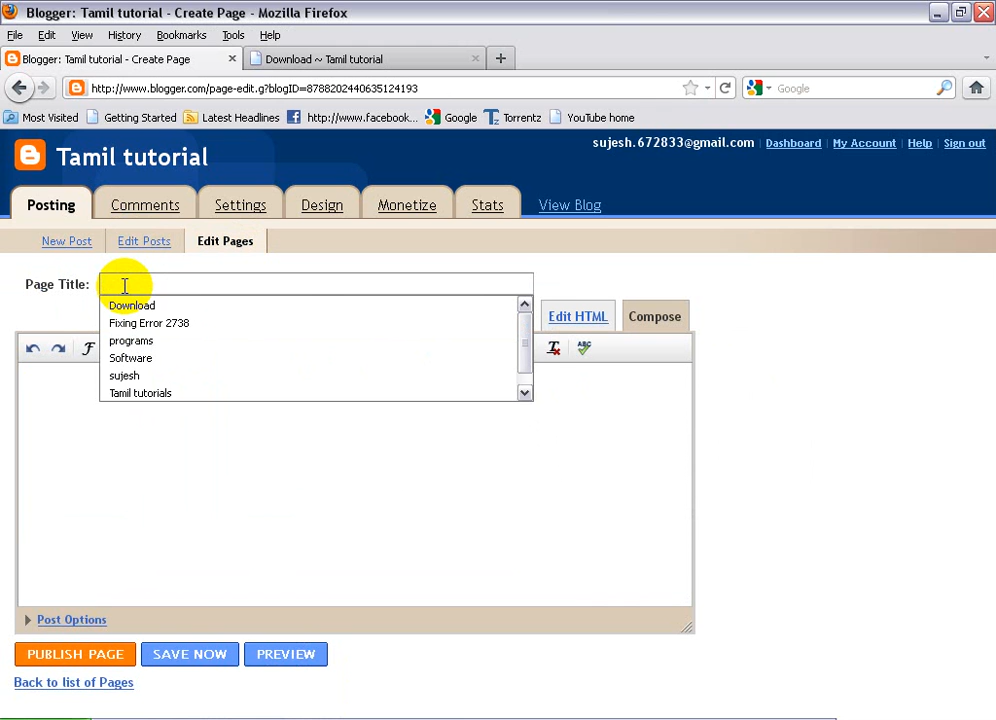 Blogger: Tamil tutorial - Create Page - Mozilla Firefox
File Edit View History Bookmarks Tools Help
Blogger: Tamil tutorial - Create Page Download ~ Tamil tutorial
http://www.blogger.com/page-edit.g?blogID=8788202440635124193 Google
Most Visited Getting Started Latest Headlines http://www.facebook... Google Torrentz YouTube home
sujesh.672833@gmail.com Dashboard My Account Help Sign out
Tamil tutorial
Posting Comments Settings Design Monetize Stats View Blog
New Post Edit Posts Edit Pages
Page Title:
Download
Fixing Error 2738
programs
Software
sujesh
Tamil tutorials
Edit HTML Compose
ABC
Post Options
PUBLISH PAGE SAVE NOW PREVIEW
Back to list of Pages